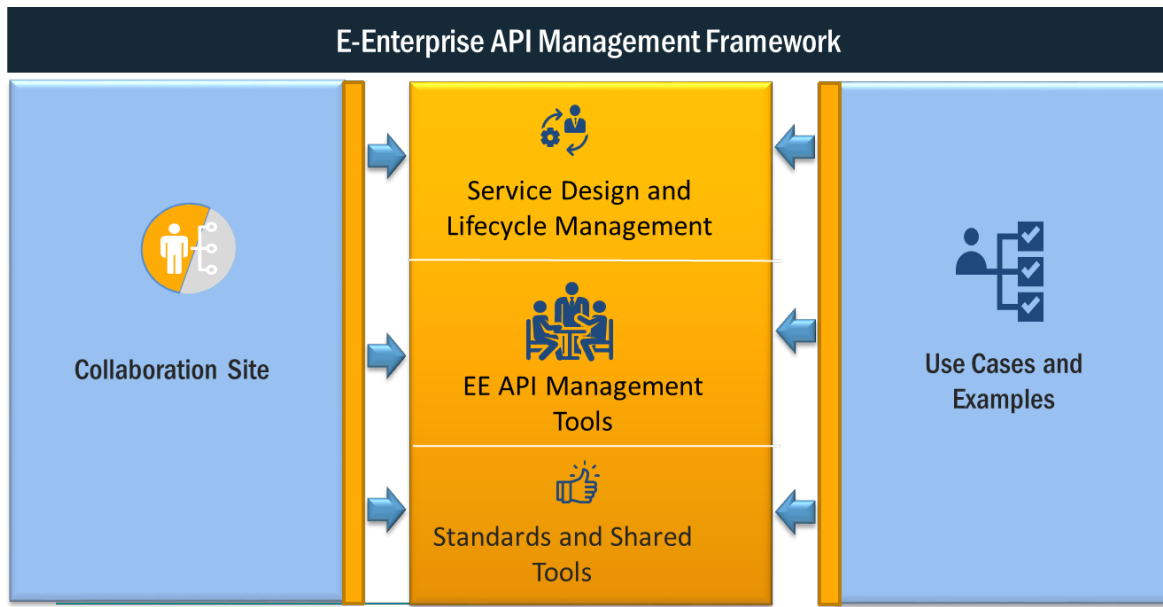 E-Enterprise API Management Framework
Collaboration Site
Service Design and
Lifecycle Management
EE API Management
Tools
Standards and Shared
Tools
Use Cases and
Examples